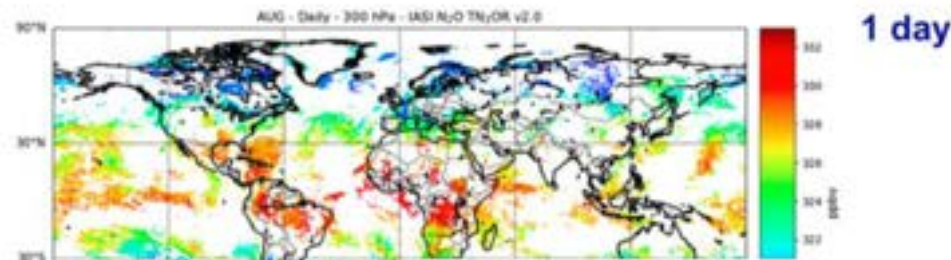 AUG - Daily - 300 hPa - IASI N₂O TN₂OR v2.0
1 day
90°N
332
330
328
30°N
326
324
ppbv
322
30°S